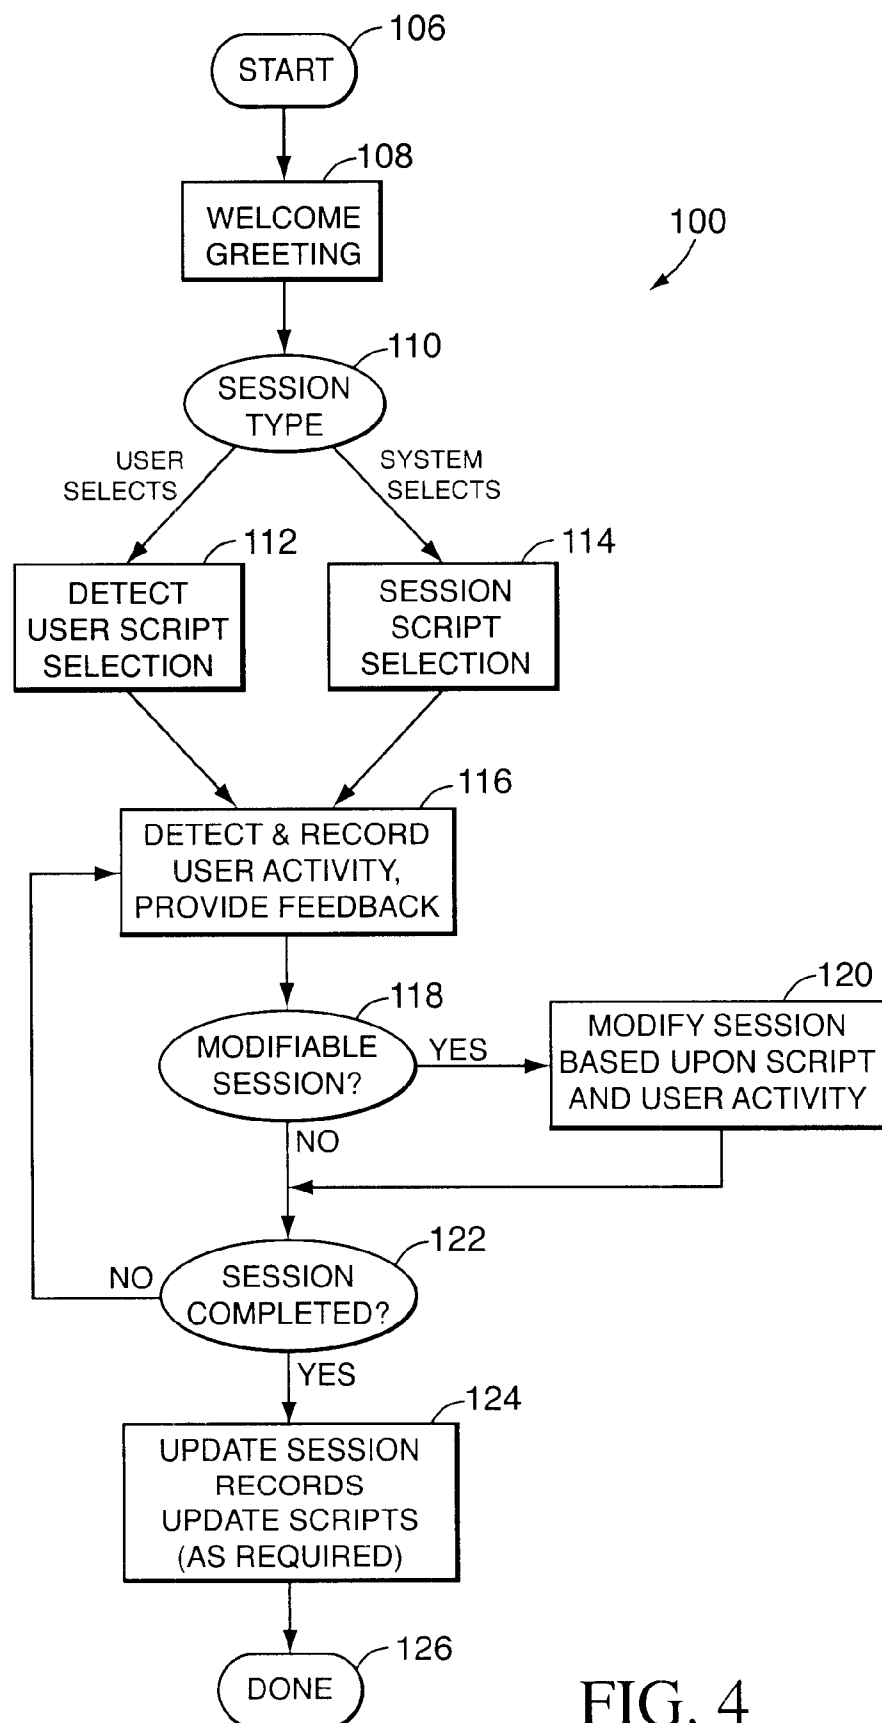 106
START
108
WELCOME
GREETING
100
110
SESSION
TYPE
USER
SELECTS
SYSTEM
SELECTS
112
DETECT
USER SCRIPT
SELECTION
114
SESSION
SCRIPT
SELECTION
116
DETECT & RECORD
USER ACTIVITY,
PROVIDE FEEDBACK
118
MODIFIABLE
SESSION?
YES
120
MODIFY SESSION
BASED UPON SCRIPT
AND USER ACTIVITY
NO
122
SESSION
COMPLETED?
NO
YES
124
UPDATE SESSION
RECORDS
UPDATE SCRIPTS
(AS REQUIRED)
126
DONE
FIG. 4